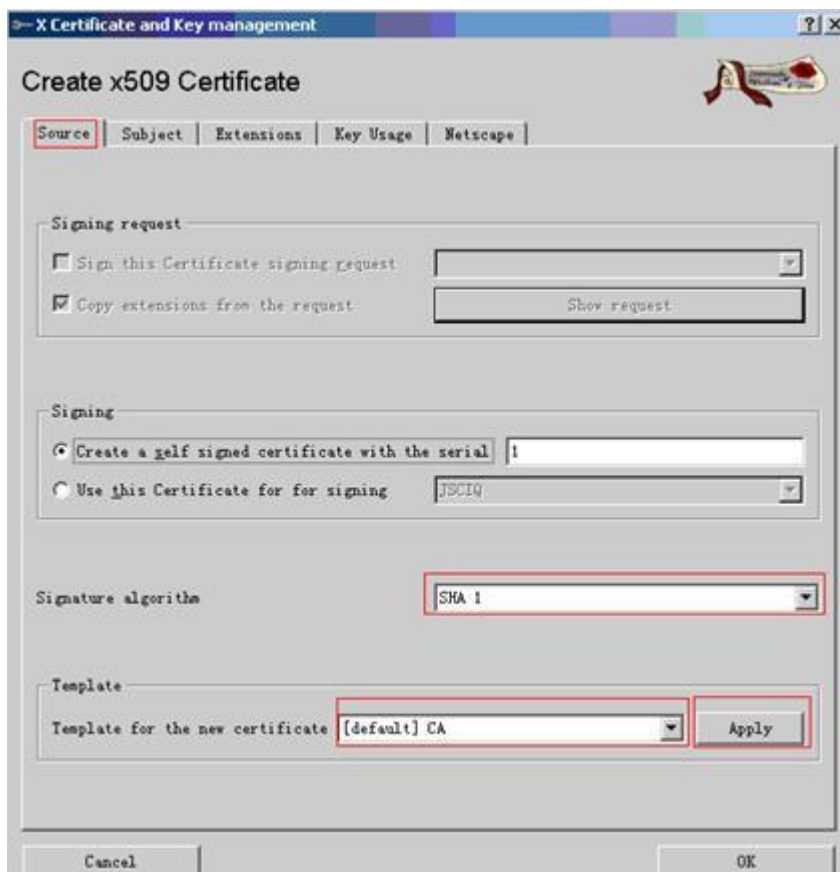 X Certificate and Key management
Create x509 Certificate
Source Subject Extensions Key Usage Netscape
Signing request
Sign this Certificate signing request
Copy extensions from the request Show request
Signing
Create a self signed certificate with the serial 1
Use this Certificate for for signing JSCIQ
Signature algorithm SHA 1
Template
Template for the new certificate [default] CA Apply
Cancel OK